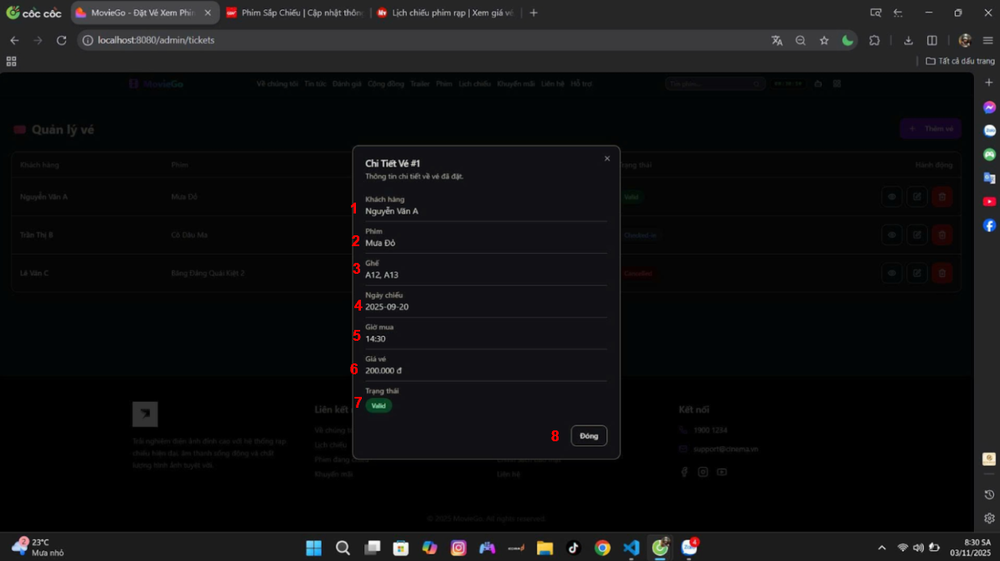 cốc cốc
MovieGo - Đặt Vé Xem Phin
Phim Sắp Chiếu | Cập nhật thông
Lịch chiếu phim rạp | Xem giá vé
localhost:8080/admin/tickets
Tất cả dấu trang
MovieGo
Về chúng tôi Tin tức Đánh giá Cộng đồng Trailer Phim Lịch chiếu Khuyến mãi Liên hệ Hỗ trợ
Quản lý vé
+ Thêm vé
Khách hàng Phim Trạng thái Hành động
Nguyễn Văn A Mưa Đỏ Valid
Trần Thị B Cô Dâu Ma Checked-in
Lê Văn C Băng Đảng Quái Kiệt 2 Cancelled
Chi Tiết Vé #1
Thông tin chi tiết về vé đã đặt.
Khách hàng
1 Nguyễn Văn A
Phim
2 Mưa Đỏ
Ghế
3 A12, A13
Ngày chiếu
4 2025-09-20
Giờ mua
5 14:30
Giá vé
6 200.000 đ
Trạng thái
7 Valid
8 Đóng
Trải nghiệm điện ảnh đỉnh cao với hệ thống rạp
chiếu hiện đại, âm thanh sống động và chất
lượng hình ảnh tuyệt vời.
Liên kết
Về chúng t
Lịch chiếu
Phim đang
Khuyến mãi
Liên hệ
Kết nối
1900 1234
support@cinema.vn
© 2025 MovieGo. All rights reserved.
23°C
Mưa nhỏ
8:30 SA
03/11/2025